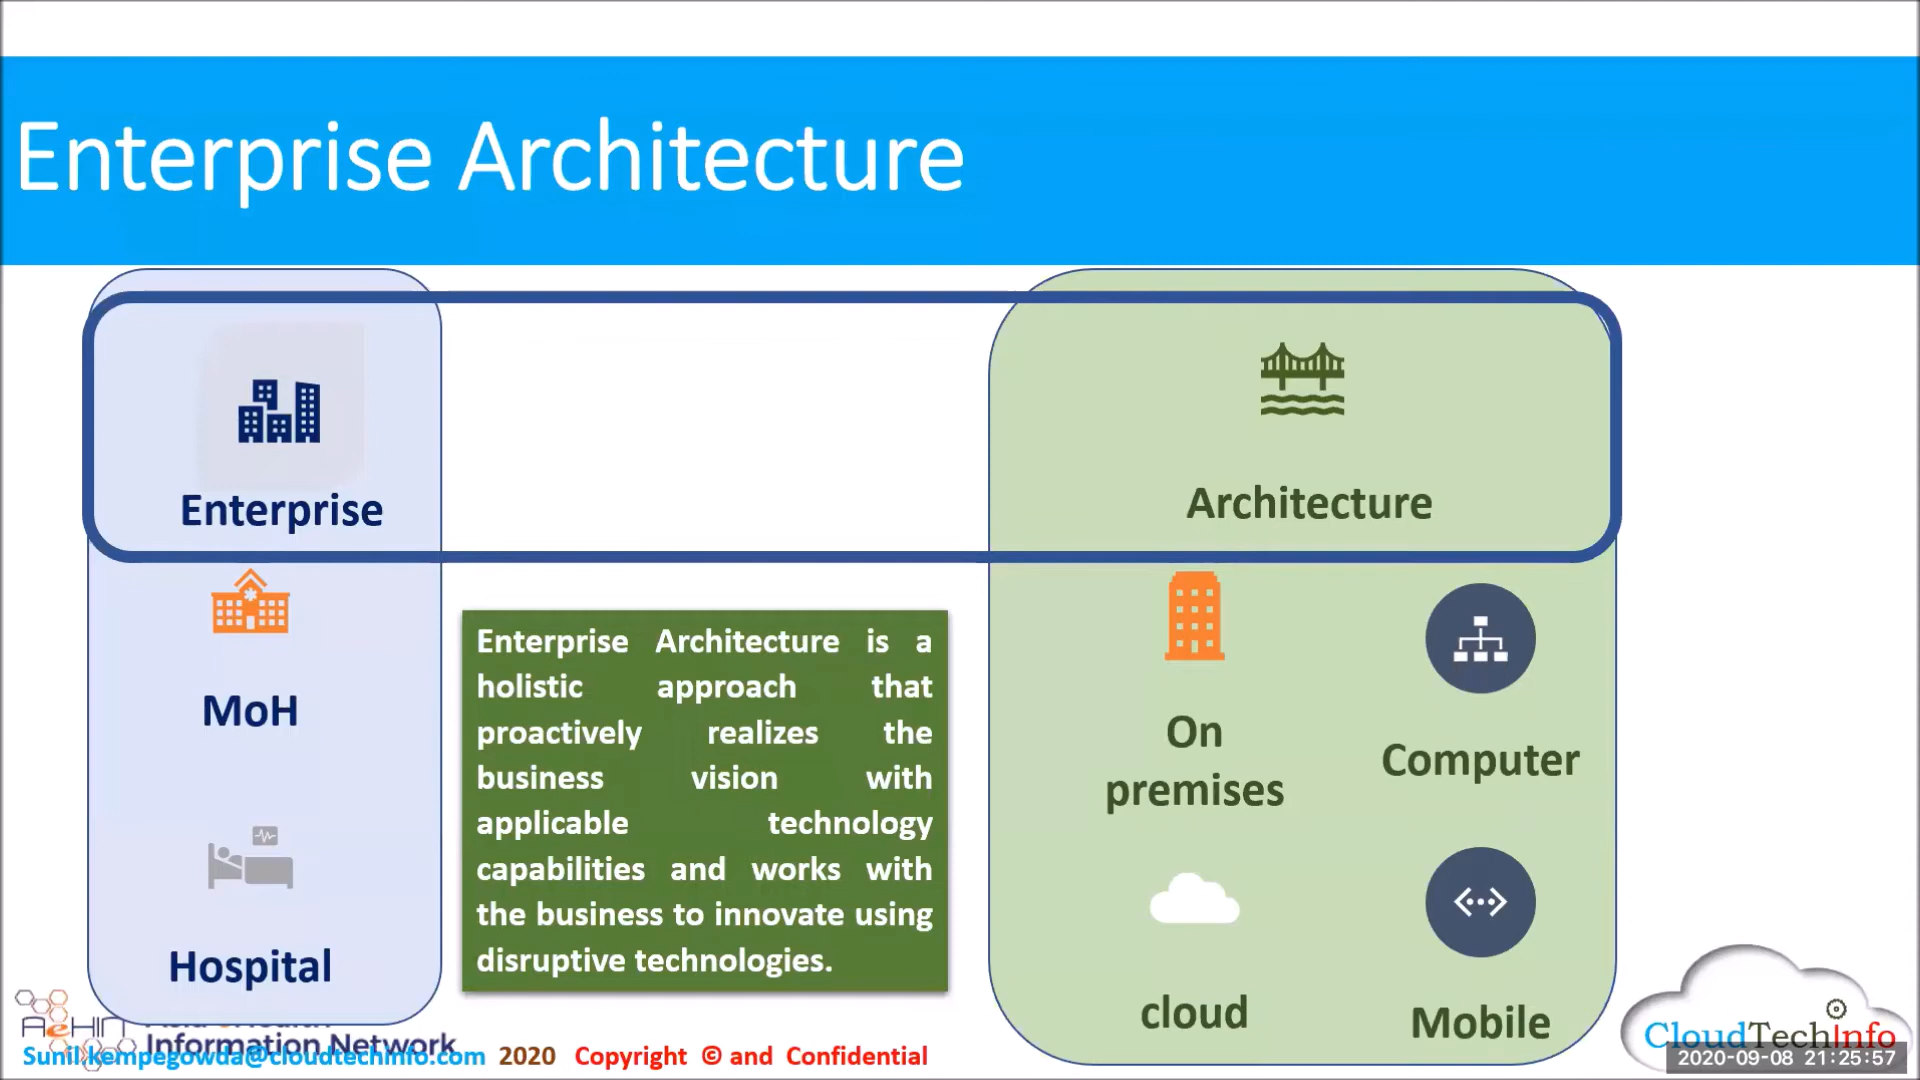 Enterprise Architecture
Enterprise
Architecture
MoH
Hospital
Enterprise Architecture is a
holistic approach that
proactively realizes the
business vision with
applicable technology
capabilities and works with
the business to innovate using
disruptive technologies.
On
premises
Computer
cloud
Mobile
AeHIN
Information Network
Sunil.kempegowda@cloudtechinfo.com 2020 Copyright © and Confidential
CloudTechInfo
2020-09-08 21:25:57